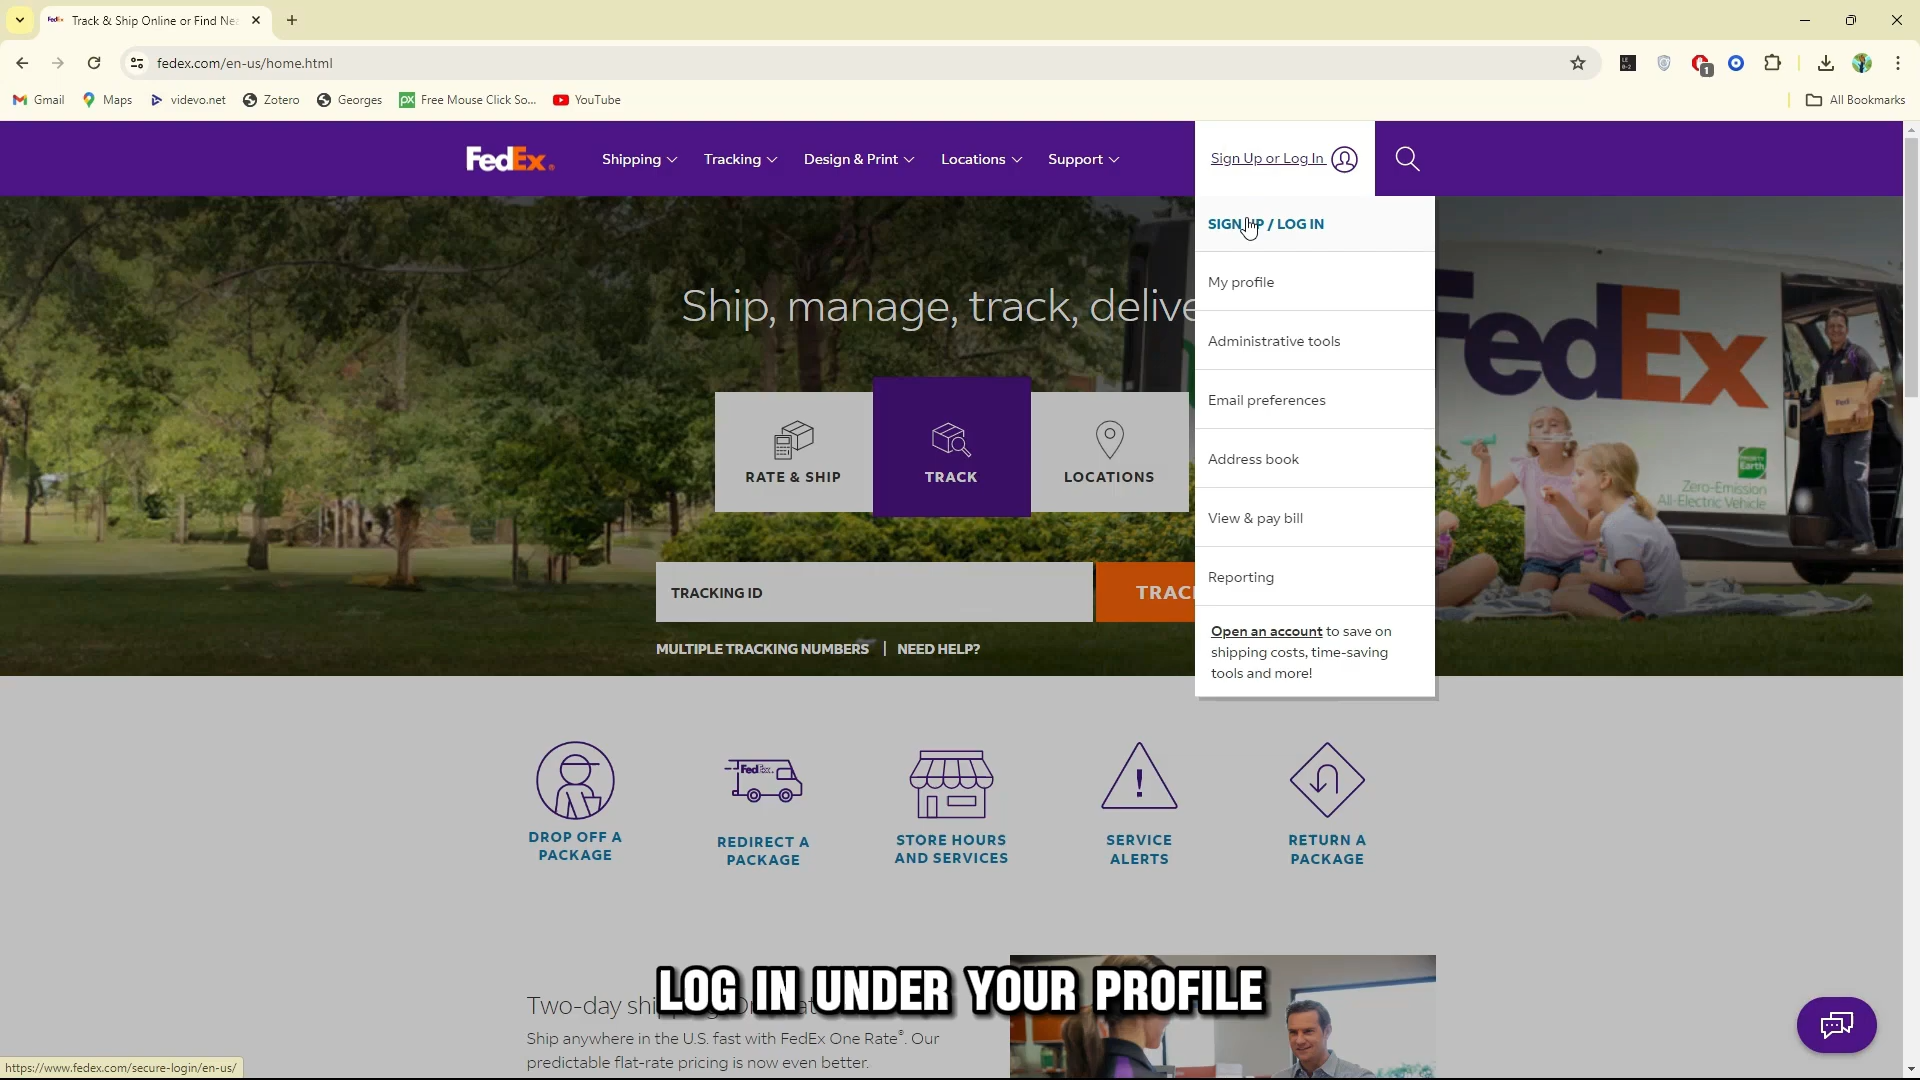 Track & Ship Online or Find Nea
fedex.com/en-us/home.html
Gmail
Maps
videvo.net
Zotero
Georges
Free Mouse Click So...
YouTube
All Bookmarks
FedEx
Shipping
Tracking
Design & Print
Locations
Support
Sign Up or Log In
SIGN UP / LOG IN
My profile
Administrative tools
Email preferences
Address book
View & pay bill
Reporting
Open an account to save on
shipping costs, time-saving
tools and more!
Ship, manage, track, delive
RATE & SHIP
TRACK
LOCATIONS
TRACKING ID
TRAC
MULTIPLE TRACKING NUMBERS | NEED HELP?
FedEx
Zero-Emission
All-Electric Vehicle
DROP OFF A
PACKAGE
REDIRECT A
PACKAGE
STORE HOURS
AND SERVICES
SERVICE
ALERTS
RETURN A
PACKAGE
LOG IN UNDER YOUR PROFILE
Two-day shi
Ship anywhere in the U.S. fast with FedEx One Rate®. Our
predictable flat-rate pricing is now even better.
https://www.fedex.com/secure-login/en-us/